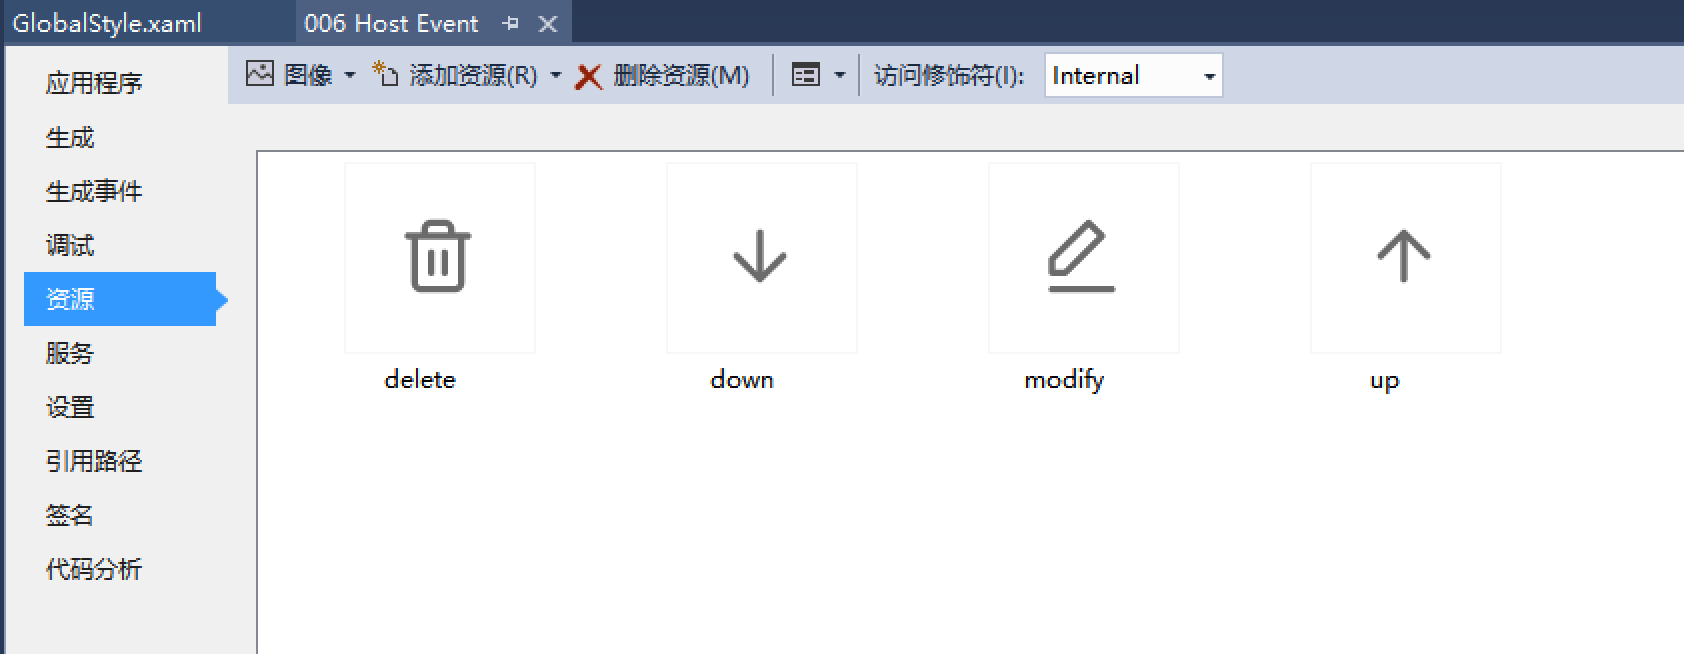 GlobalStyle.xaml
006 Host Event
图像
添加资源(R)
删除资源(M)
访问修饰符(I):
Internal
应用程序
生成
生成事件
调试
资源
服务
设置
引用路径
签名
代码分析
delete
down
modify
up